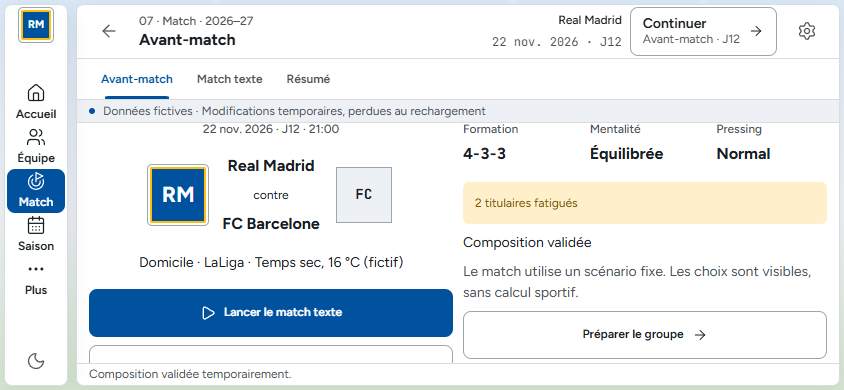 RM
Accueil
Équipe
Match
Saison
Plus
07 · Match · 2026–27
Avant-match
Real Madrid
22 nov. 2026 · J12
Continuer
Avant-match · J12
Avant-match
Match texte
Résumé
Données fictives · Modifications temporaires, perdues au rechargement
22 nov. 2026 · J12 · 21:00
RM
Real Madrid
contre
FC Barcelone
FC
Domicile · LaLiga · Temps sec, 16 °C (fictif)
Lancer le match texte
Formation
4-3-3
Mentalité
Équilibrée
Pressing
Normal
2 titulaires fatigués
Composition validée
Le match utilise un scénario fixe. Les choix sont visibles,
sans calcul sportif.
Préparer le groupe
Composition validée temporairement.